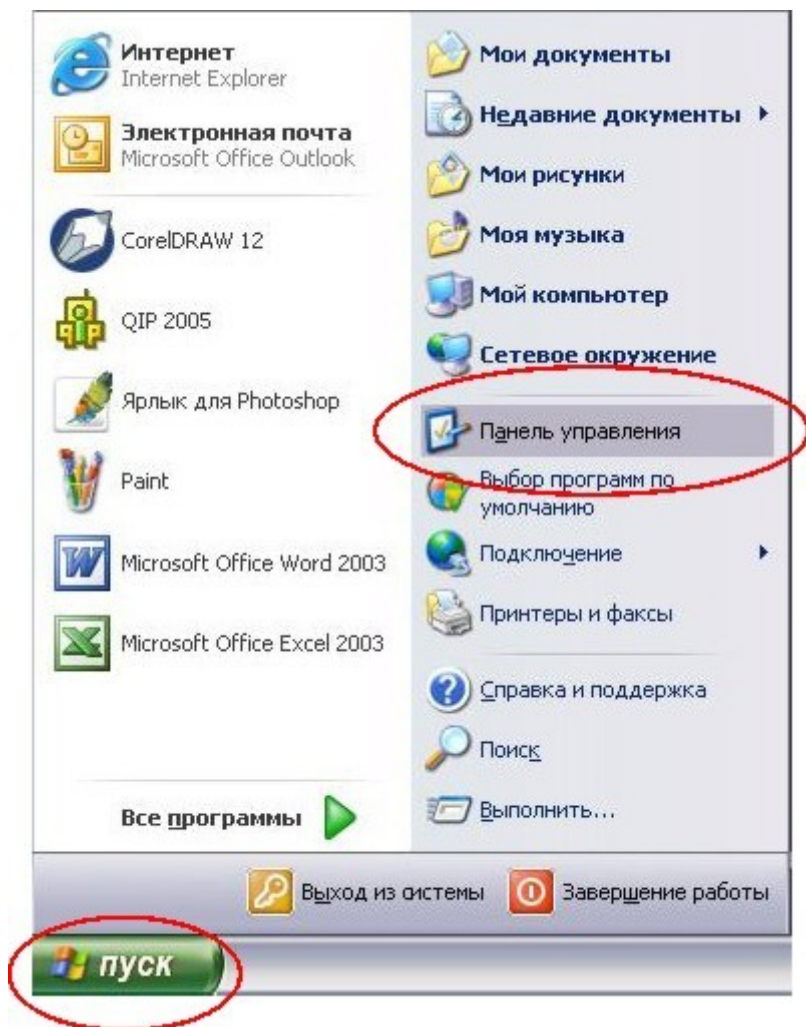 Интернет
Internet Explorer
Электронная почта
Microsoft Office Outlook
CorelDRAW 12
QIP 2005
Ярлык для Photoshop
Paint
Microsoft Office Word 2003
Microsoft Office Excel 2003
Все программы
Мои документы
Недавние документы
Мои рисунки
Моя музыка
Мой компьютер
Сетевое окружение
Панель управления
Выбор программ по
умолчанию
Подключение
Принтеры и факсы
Справка и поддержка
Поиск
Выполнить...
Выход из системы
Завершение работы
пуск